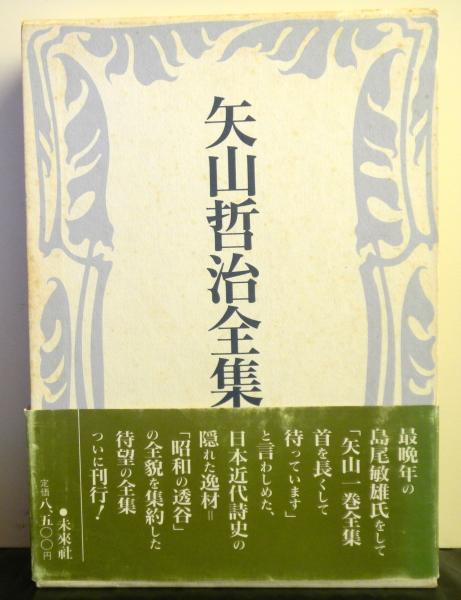 矢山哲治全集
最晩年の
島尾敏雄氏をして
「矢山一巻全集
首を長くして
待っています」
と言わしめた、
日本近代詩史の
隠れた逸材＝
「昭和の透谷」
の全貌を集約した
待望の全集
ついに刊行！
●未來社
定価八、五〇〇円